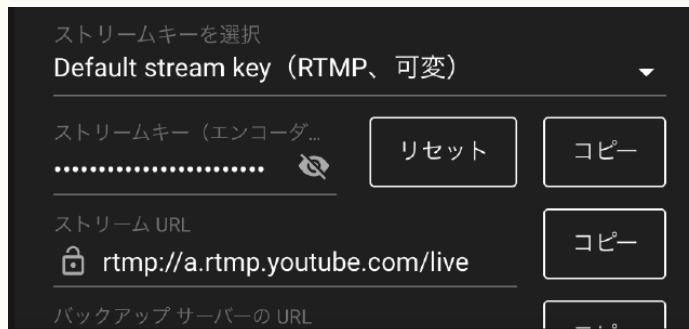 ストリームキーを選択
Default stream key（RTMP、可変）
ストリームキー（エンコーダ...
•••••••••••••••••••••••• リセット コピー
ストリーム URL
rtmp://a.rtmp.youtube.com/live コピー
バックアップ サーバーの URL
コピー